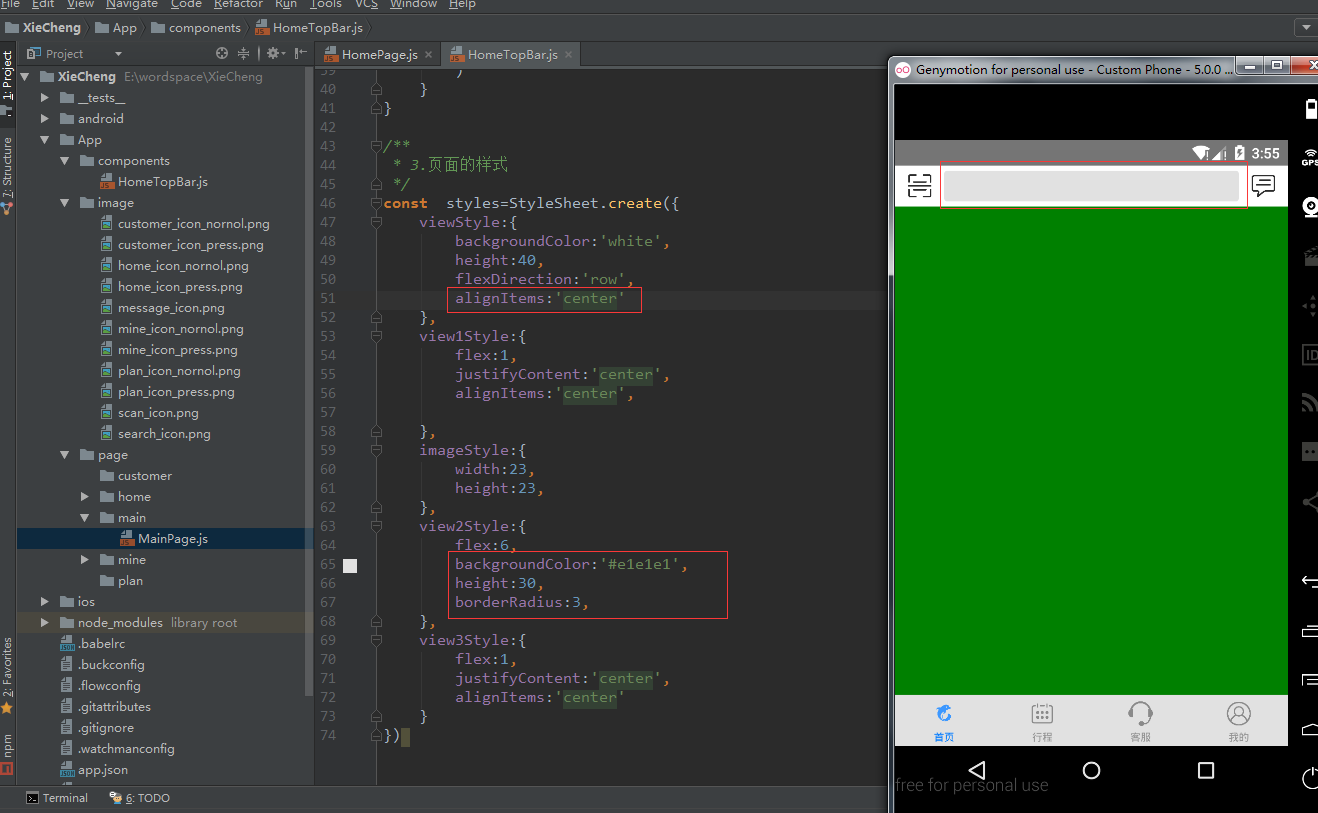 File Edit View Navigate Code Refactor Run Tools VCS Window Help
XieCheng App components HomeTopBar.js
Project
HomePage.js HomeTopBar.js
1: Project
7: Structure
2: Favorites
npm
XieCheng E:\wordspace\XieCheng
__tests__
android
App
components
HomeTopBar.js
image
customer_icon_nornol.png
customer_icon_press.png
home_icon_nornol.png
home_icon_press.png
message_icon.png
mine_icon_nornol.png
mine_icon_press.png
plan_icon_nornol.png
plan_icon_press.png
scan_icon.png
search_icon.png
page
customer
home
main
MainPage.js
mine
plan
ios
node_modules library root
.babelrc
.buckconfig
.flowconfig
.gitattributes
.gitignore
.watchmanconfig
app.json
39 )
40 }
41 }
42
43 /**
44 * 3.页面的样式
45 */
46 const styles=StyleSheet.create({
47 viewStyle:{
48 backgroundColor:'white',
49 height:40,
50 flexDirection:'row',
51 alignItems:'center'
52 },
53 view1Style:{
54 flex:1,
55 justifyContent:'center',
56 alignItems:'center',
57
58 },
59 imageStyle:{
60 width:23,
61 height:23,
62 },
63 view2Style:{
64 flex:6,
65 backgroundColor:'#e1e1e1',
66 height:30,
67 borderRadius:3,
68 },
69 view3Style:{
70 flex:1,
71 justifyContent:'center',
72 alignItems:'center'
73 }
74 })
Terminal 6: TODO
Genymotion for personal use - Custom Phone - 5.0.0 ...
3:55
GPS
ID
首页 行程 客服 我的
free for personal use